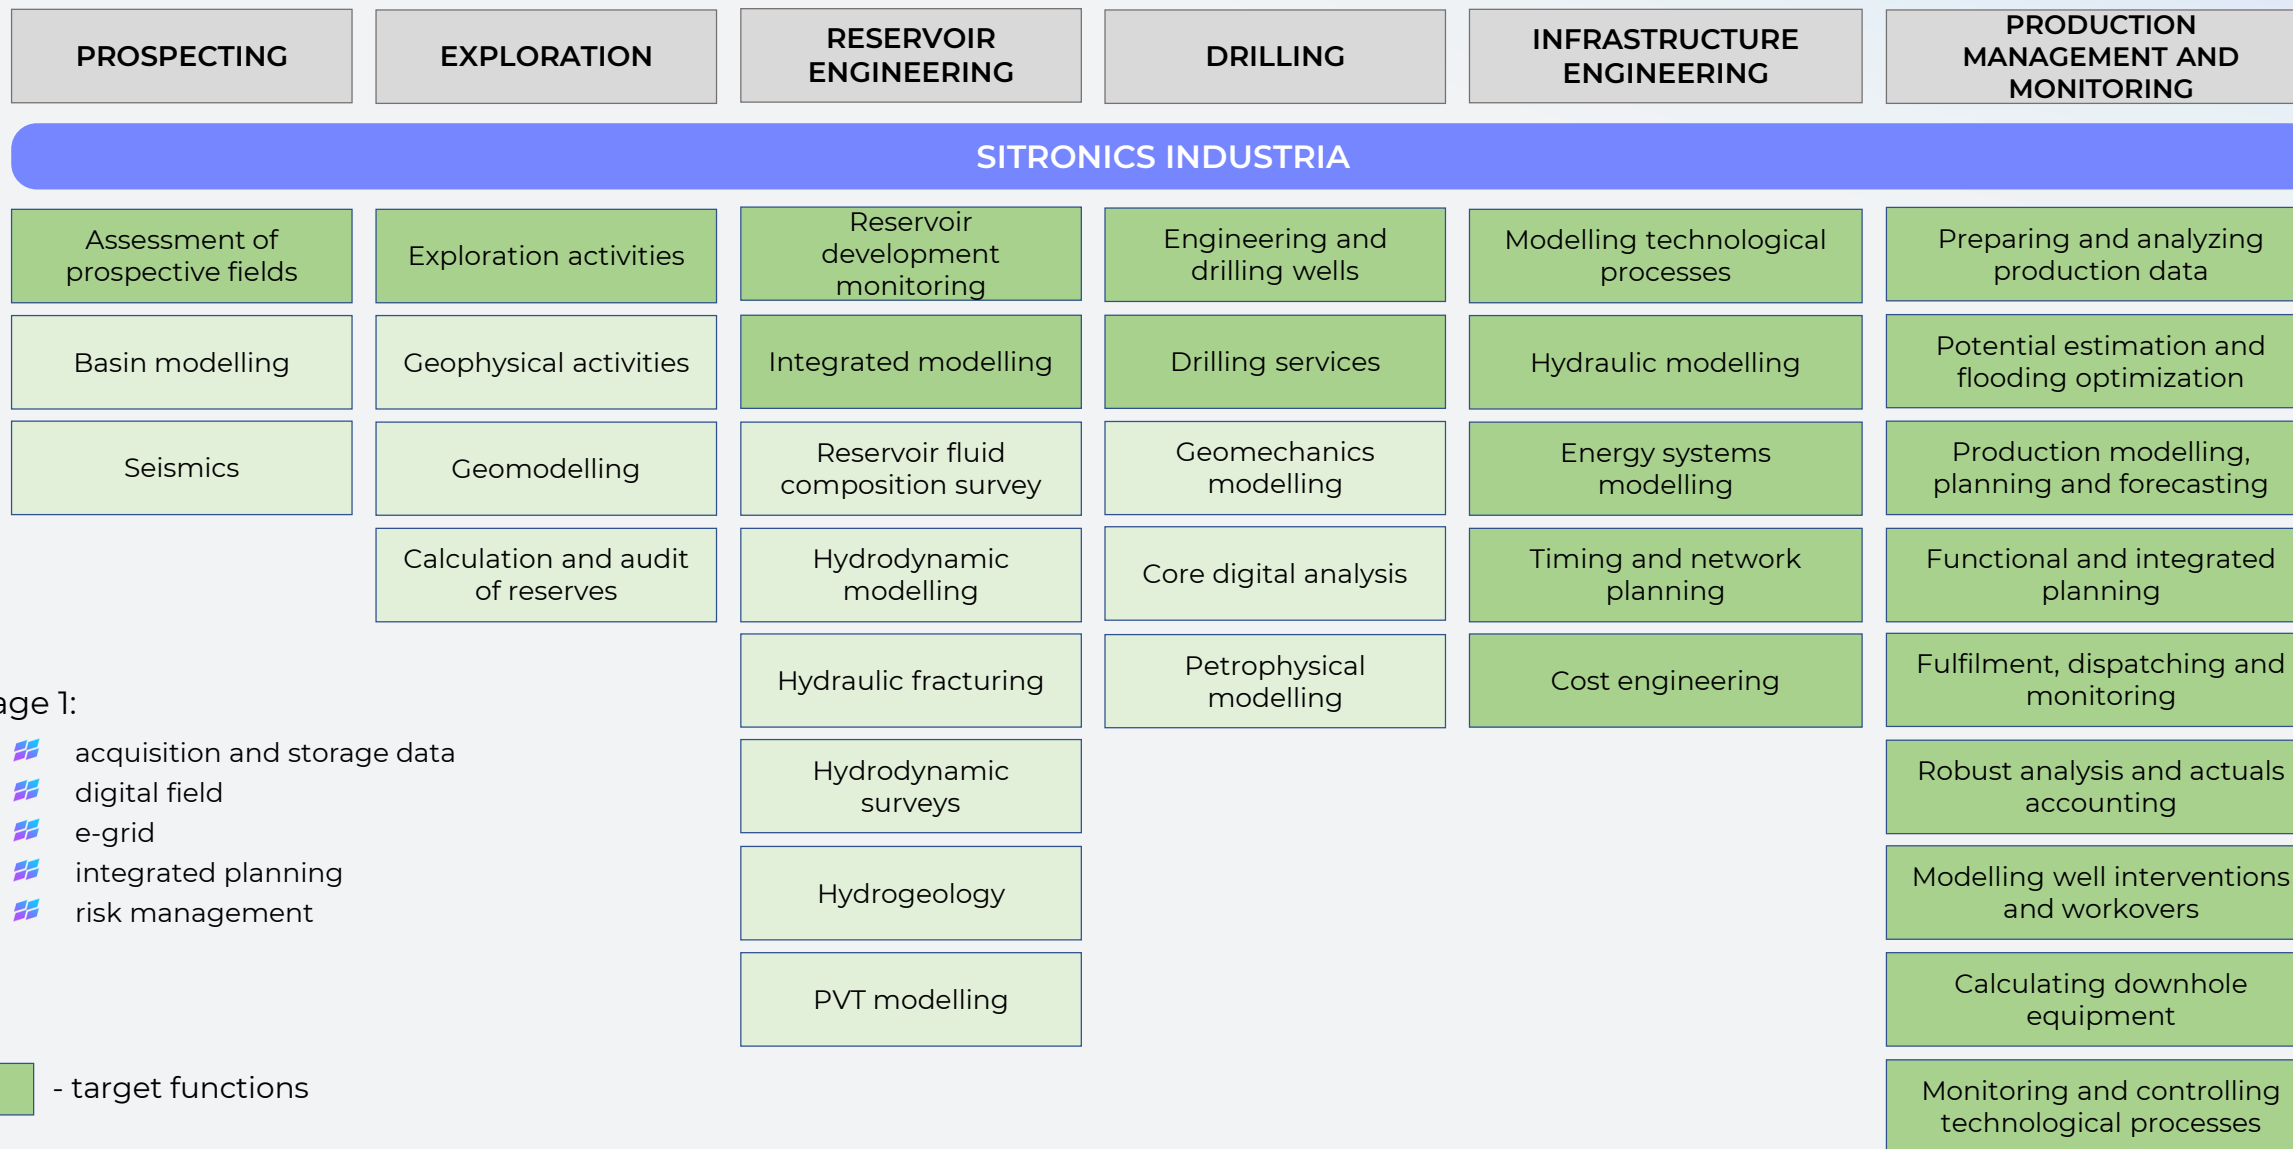 PROSPECTING
EXPLORATION
RESERVOIR
ENGINEERING
DRILLING
INFRASTRUCTURE
ENGINEERING
PRODUCTION
MANAGEMENT AND
MONITORING
SITRONICS INDUSTRIA
Assessment of
prospective fields
Basin modelling
Seismics
Exploration activities
Geophysical activities
Geomodelling
Calculation and audit
of reserves
Reservoir
development
monitoring
Integrated modelling
Reservoir fluid
composition survey
Hydrodynamic
modelling
Hydraulic fracturing
Hydrodynamic
surveys
Hydrogeology
PVT modelling
Engineering and
drilling wells
Drilling services
Geomechanics
modelling
Core digital analysis
Petrophysical
modelling
Modelling technological
processes
Hydraulic modelling
Energy systems
modelling
Timing and network
planning
Cost engineering
Preparing and analyzing
production data
Potential estimation and
flooding optimization
Production modelling,
planning and forecasting
Functional and integrated
planning
Fulfilment, dispatching and
monitoring
Robust analysis and actuals
accounting
Modelling well interventions
and workovers
Calculating downhole
equipment
Monitoring and controlling
technological processes
age 1:
acquisition and storage data
digital field
e-grid
integrated planning
risk management
- target functions